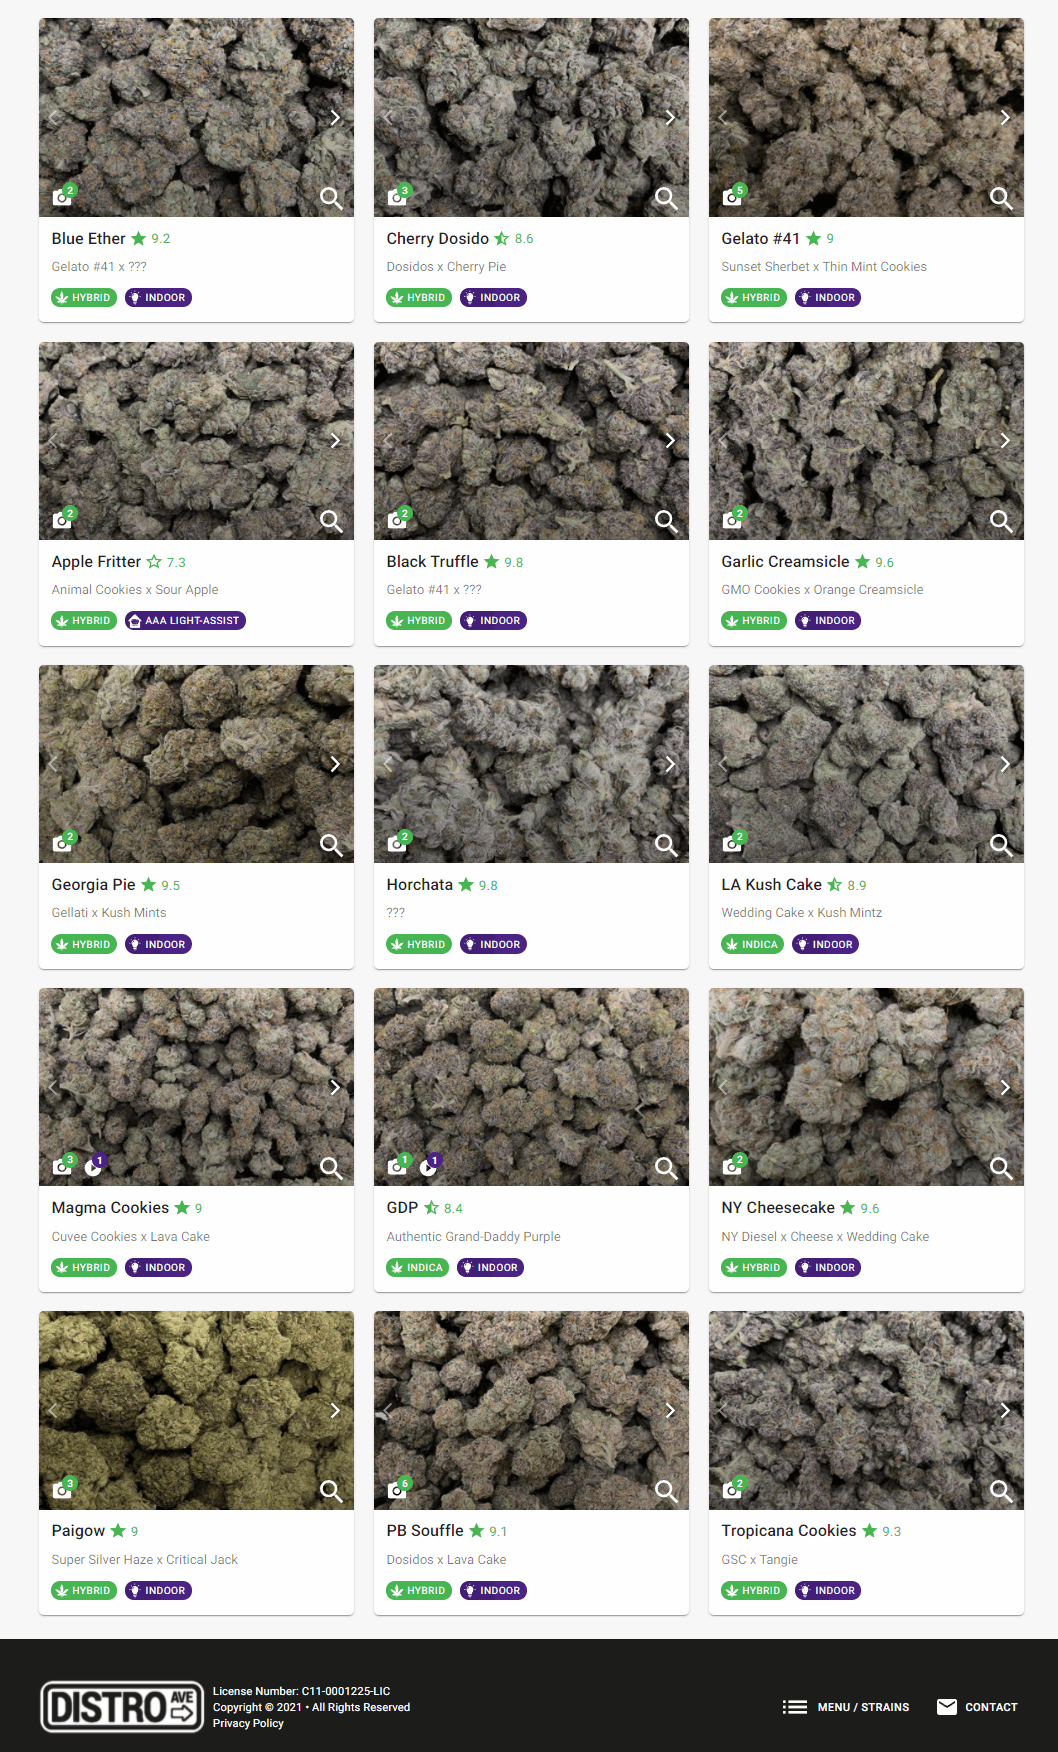 2
3
5
Blue Ether 9.2
Gelato #41 x ???
HYBRID INDOOR
Cherry Dosido 8.6
Dosidos x Cherry Pie
HYBRID INDOOR
Gelato #41 9
Sunset Sherbet x Thin Mint Cookies
HYBRID INDOOR
2
2
2
Apple Fritter 7.3
Animal Cookies x Sour Apple
HYBRID AAA LIGHT-ASSIST
Black Truffle 9.8
Gelato #41 x ???
HYBRID INDOOR
Garlic Creamsicle 9.6
GMO Cookies x Orange Creamsicle
HYBRID INDOOR
2
2
2
Georgia Pie 9.5
Gellati x Kush Mints
HYBRID INDOOR
Horchata 9.8
???
HYBRID INDOOR
LA Kush Cake 8.9
Wedding Cake x Kush Mintz
INDICA INDOOR
3 1
1 1
2
Magma Cookies 9
Cuvee Cookies x Lava Cake
HYBRID INDOOR
GDP 8.4
Authentic Grand-Daddy Purple
INDICA INDOOR
NY Cheesecake 9.6
NY Diesel x Cheese x Wedding Cake
HYBRID INDOOR
3
6
2
Paigow 9
Super Silver Haze x Critical Jack
HYBRID INDOOR
PB Souffle 9.1
Dosidos x Lava Cake
HYBRID INDOOR
Tropicana Cookies 9.3
GSC x Tangie
HYBRID INDOOR
DISTRO AVE
License Number: C11-0001225-LIC
Copyright © 2021 • All Rights Reserved
Privacy Policy
MENU / STRAINS
CONTACT